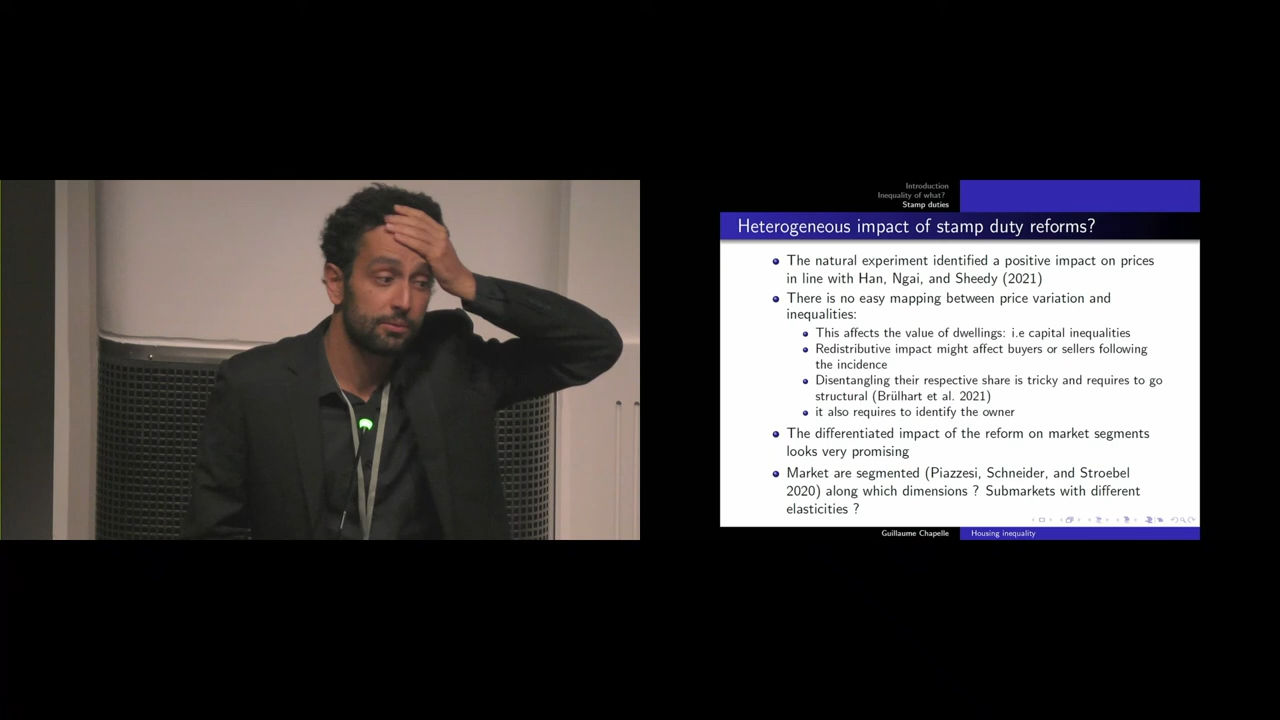 Introduction
Inequality of what?
Stamp duties
Heterogeneous impact of stamp duty reforms?
The natural experiment identified a positive impact on prices
in line with Han, Ngai, and Sheedy (2021)
There is no easy mapping between price variation and
inequalities:
This affects the value of dwellings: i.e capital inequalities
Redistributive impact might affect buyers or sellers following
the incidence
Disentangling their respective share is tricky and requires to go
structural (Brülhart et al. 2021)
it also requires to identify the owner
The differentiated impact of the reform on market segments
looks very promising
Market are segmented (Piazzesi, Schneider, and Stroebel
2020) along which dimensions ? Submarkets with different
elasticities ?
Guillaume Chapelle
Housing inequality